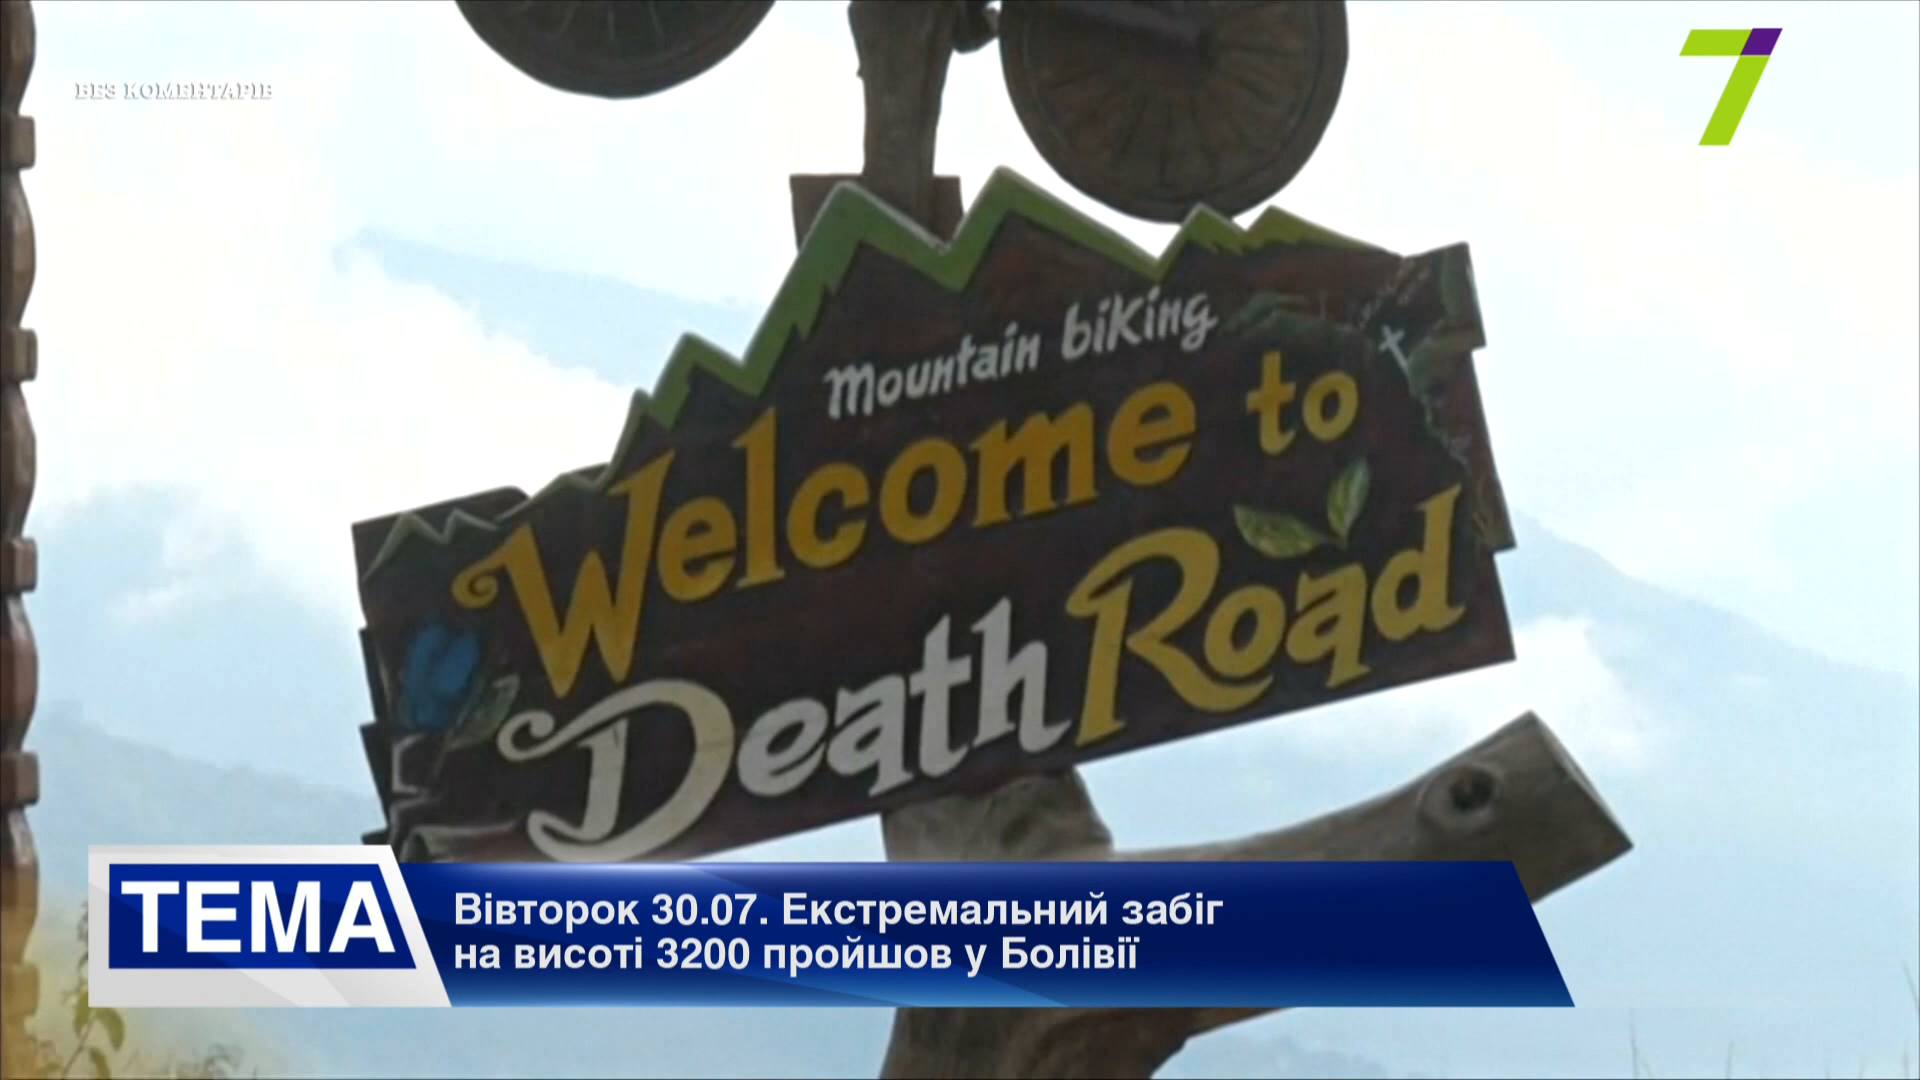 БЕЗ КОМЕНТАРІВ
7
Mountain biking
Welcome to
Death Road
ТЕМА
Вівторок 30.07. Екстремальний забіг
на висоті 3200 пройшов у Болівії